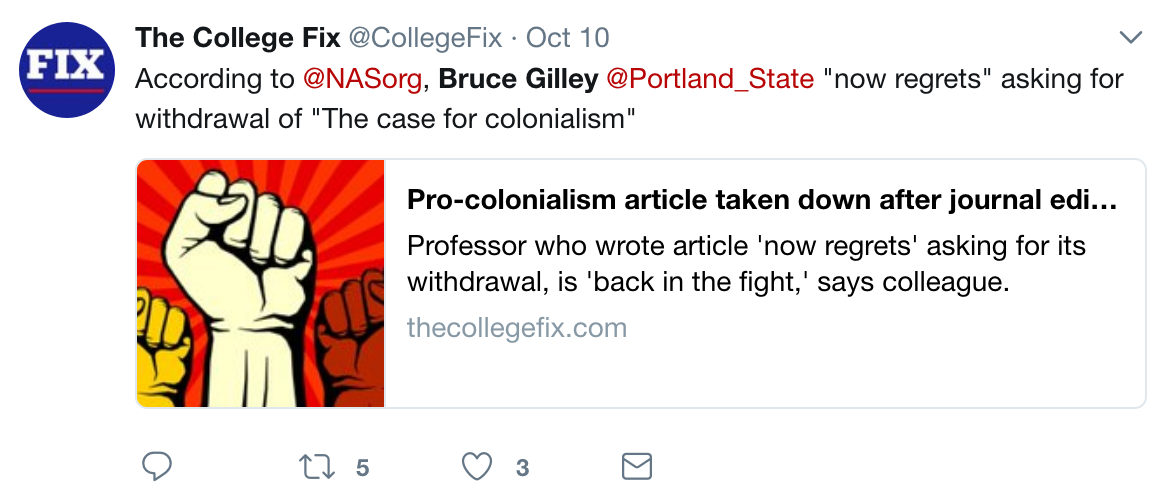 FIX
The College Fix @CollegeFix · Oct 10
According to @NASorg, Bruce Gilley @Portland_State "now regrets" asking for
withdrawal of "The case for colonialism"
Pro-colonialism article taken down after journal edi...
Professor who wrote article 'now regrets' asking for its
withdrawal, is 'back in the fight,' says colleague.
thecollegefix.com
5 3